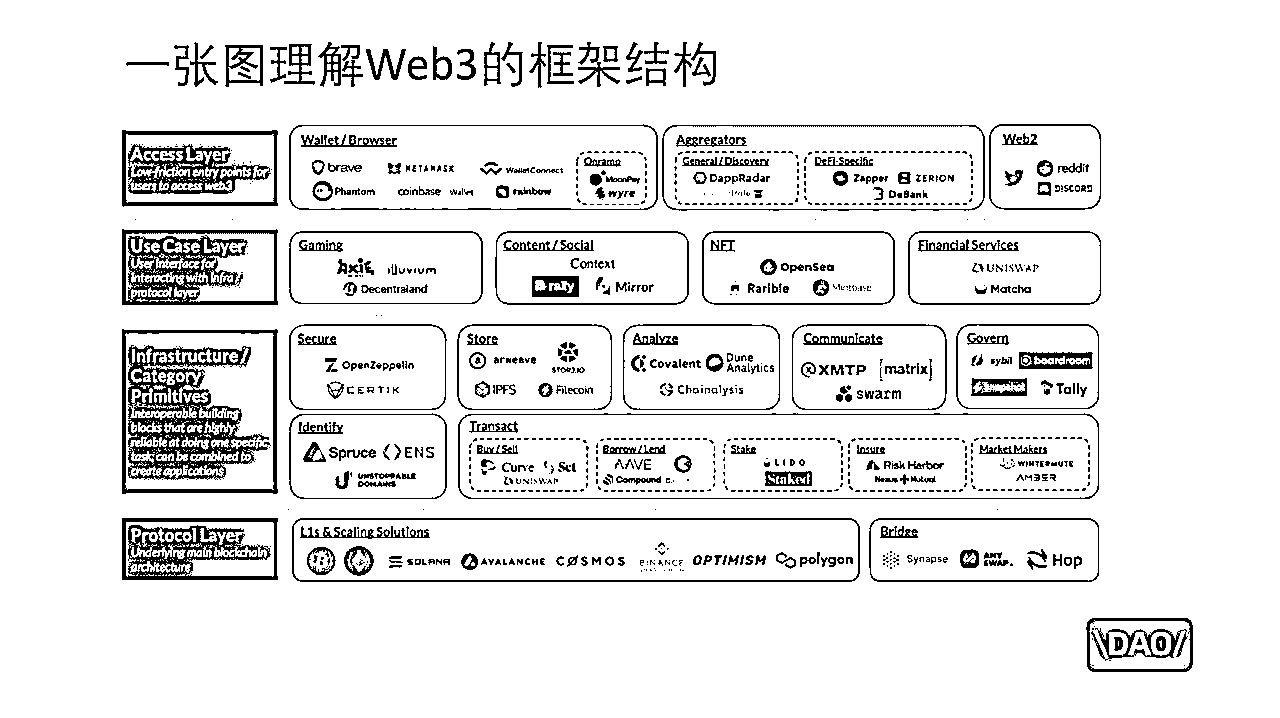 一张图理解Web3的框架结构
Access Layer
Low-friction entry points for
users to access web3
Wallet / Browser
brave
METAMASK
WalletConnect
Phantom
coinbase wallet
rainbow
Onramp
MoonPay
wyre
Aggregators
General / Discovery
DappRadar
DeFi-Specific
Zapper
ZERION
DeBank
Web2
reddit
DISCORD
Use Case Layer
User interface for
interacting with infra /
protocol layer
Gaming
Axie
illuvium
Decentraland
Content / Social
Context
rally
Mirror
NFT
OpenSea
Rarible
Mintbase
Financial Services
UNISWAP
Matcha
Infrastructure /
Category
Primitives
Interoperable building
blocks that are highly
reliable at doing one specific
task; can be combined to
create applications
Secure
OpenZeppelin
CERTIK
Store
arweave
STORJ.IO
IPFS
Filecoin
Analyze
Covalent
Dune
Analytics
Chainalysis
Communicate
XMTP
[matrix]
swarm
Govern
sybil
boardroom
Snapshot
Tally
Identify
Spruce
ENS
UNSTOPPABLE
DOMAINS
Transact
Buy / Sell
Curve
Set
UNISWAP
Borrow / Lend
AAVE
Compound
Stake
LIDO
Staked
Insure
Risk Harbor
Nexus Mutual
Market Makers
WINTERMUTE
AMBER
Protocol Layer
Underlying main blockchain
architecture
L1s & Scaling Solutions
SOLANA
AVALANCHE
COSMOS
BINANCE
OPTIMISM
polygon
Bridge
Synapse
ANY
SWAP.
Hop
\DAO/